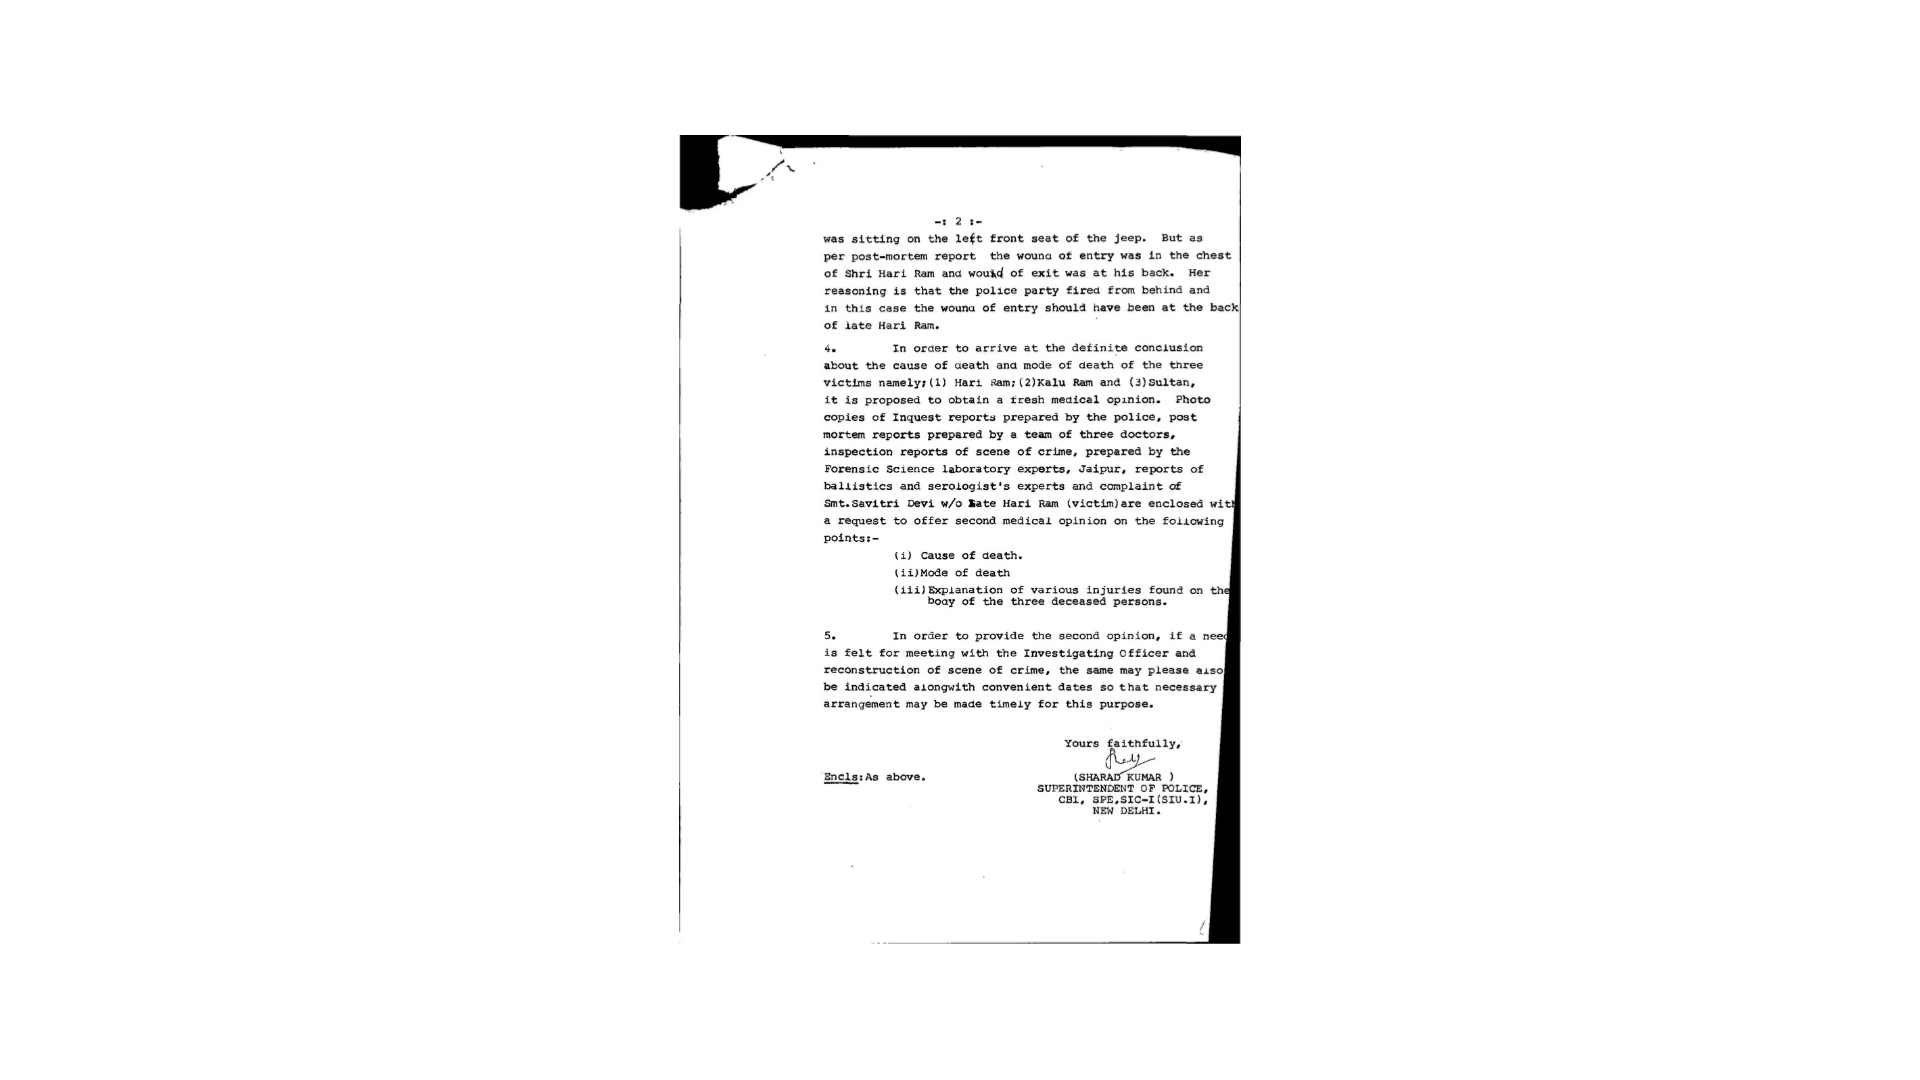 -: 2 :-
was sitting on the left front seat of the jeep. But as
per post-mortem report the wound of entry was in the chest
of Shri Hari Ram and would of exit was at his back. Her
reasoning is that the police party fired from behind and
in this case the wound of entry should have been at the back
of late Hari Ram.
4. In order to arrive at the definite conclusion
about the cause of death and mode of death of the three
victims namely;(1) Hari Ram;(2)Kalu Ram and (3)Sultan,
it is proposed to obtain a fresh medical opinion. Photo
copies of Inquest reports prepared by the police, post
mortem reports prepared by a team of three doctors,
inspection reports of scene of crime, prepared by the
Forensic Science laboratory experts, Jaipur, reports of
ballistics and serologist's experts and complaint of
Smt.Savitri Devi w/o Late Hari Ram (victim)are enclosed with
a request to offer second medical opinion on the following
points:-
(i) Cause of death.
(ii)Mode of death
(iii)Explanation of various injuries found on the
body of the three deceased persons.
5. In order to provide the second opinion, if a need
is felt for meeting with the Investigating Officer and
reconstruction of scene of crime, the same may please also
be indicated alongwith convenient dates so that necessary
arrangement may be made timely for this purpose.
Yours faithfully,
Encls:As above.
(SHARAD KUMAR )
SUPERINTENDENT OF POLICE,
CBI, SPE,SIC-I(SIU.I),
NEW DELHI.